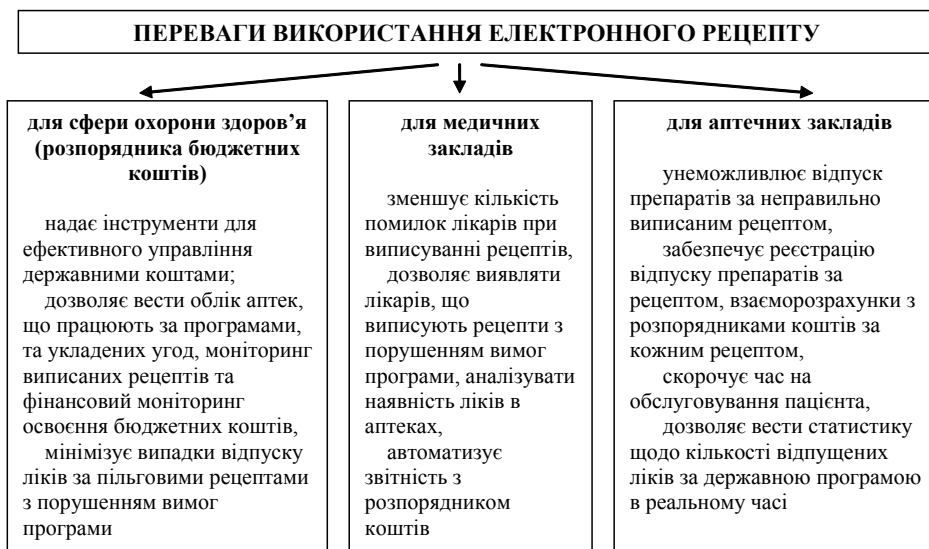 ПЕРЕВАГИ ВИКОРИСТАННЯ ЕЛЕКТРОННОГО РЕЦЕПТУ
для сфери охорони здоров’я
(розпорядника бюджетних
коштів)
надає інструменти для
ефективного управління
державними коштами;
дозволяє вести облік аптек,
що працюють за програмами,
та укладених угод, моніторинг
виписаних рецептів та
фінансовий моніторинг
освоєння бюджетних коштів,
мінімізує випадки відпуску
ліків за пільговими рецептами
з порушенням вимог
програми
для медичних
закладів
зменшує кількість
помилок лікарів при
виписуванні рецептів,
дозволяє виявляти
лікарів, що
виписують рецепти з
порушенням вимог
програми, аналізувати
наявність ліків в
аптеках,
автоматизує
звітність з
розпорядником
коштів
для аптечних закладів
унеможливлює відпуск
препаратів за неправильно
виписаним рецептом,
забезпечує реєстрацію
відпуску препаратів за
рецептом, взаєморозрахунки з
розпорядниками коштів за
кожним рецептом,
скорочує час на
обслуговування пацієнта,
дозволяє вести статистику
щодо кількості відпущених
ліків за державною програмою
в реальному часі